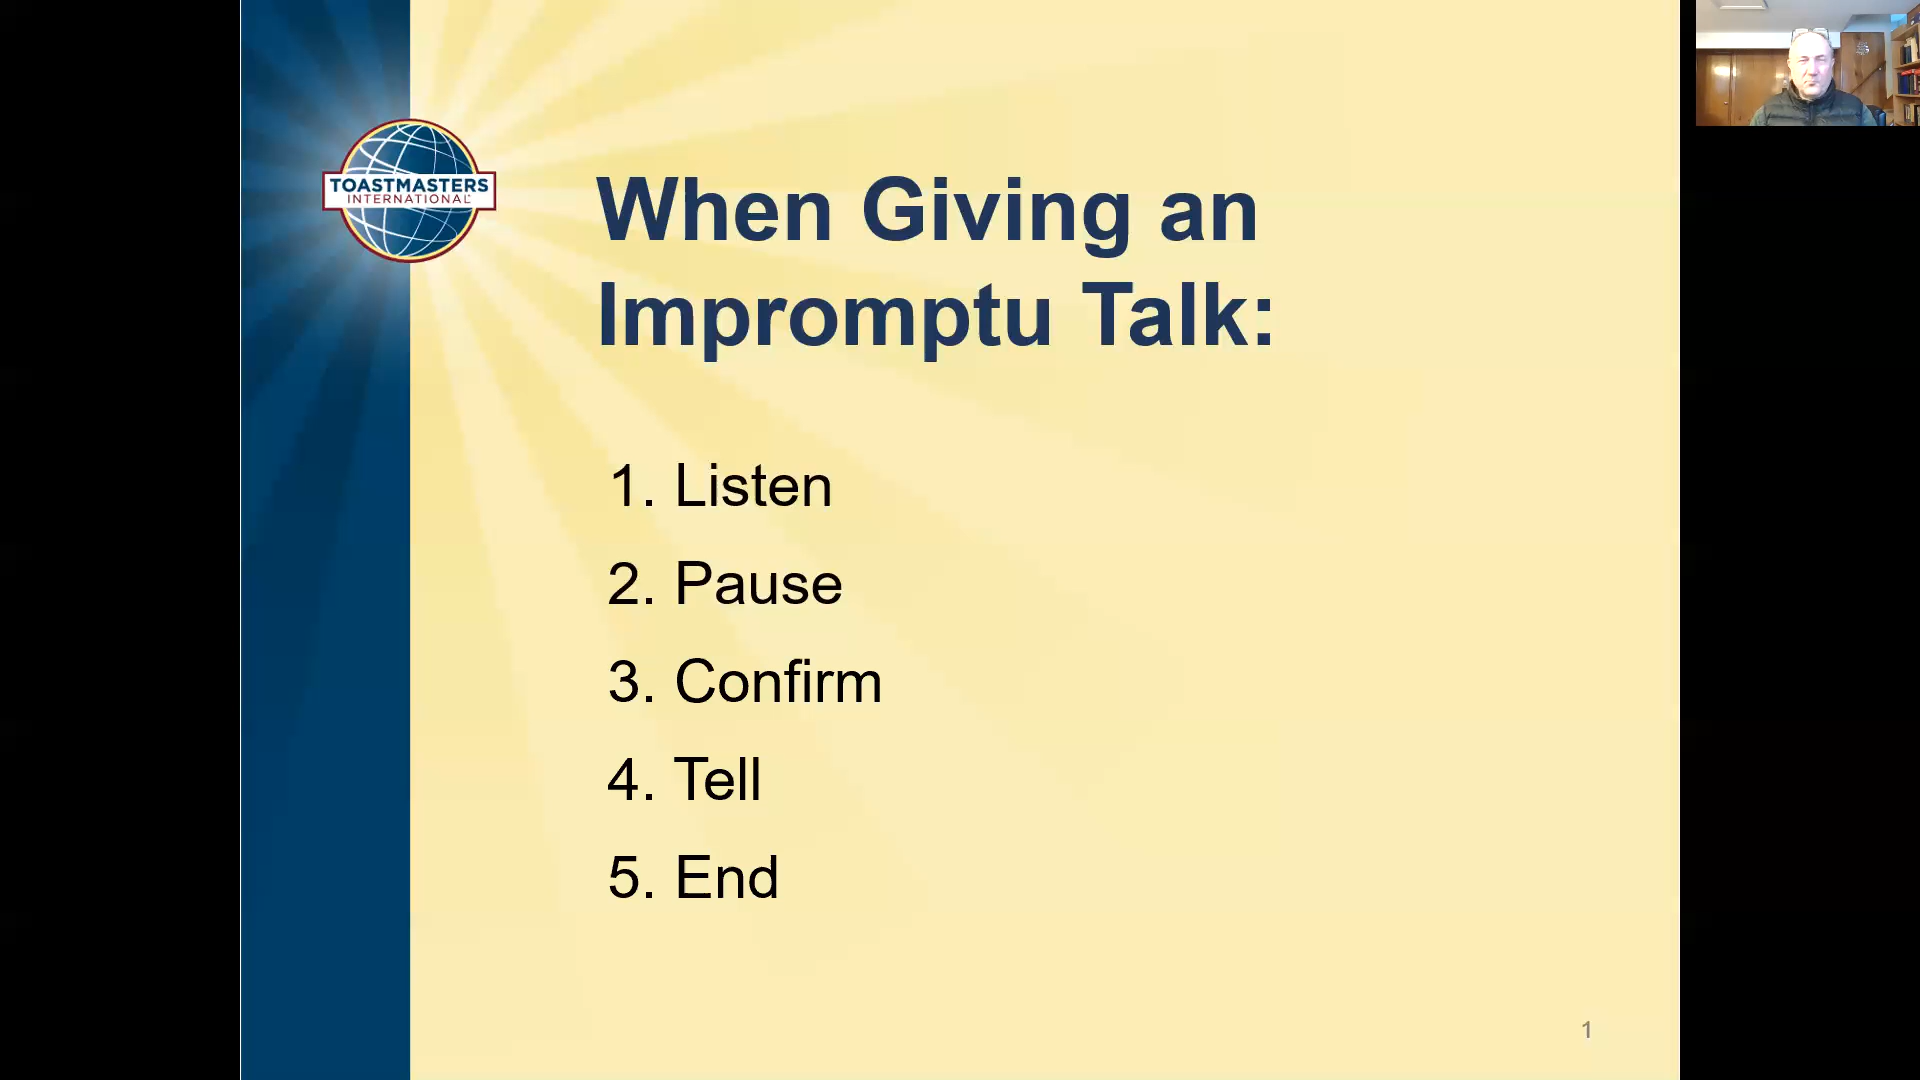 TOASTMASTERS
INTERNATIONAL
When Giving an
Impromptu Talk:
1. Listen
2. Pause
3. Confirm
4. Tell
5. End
1